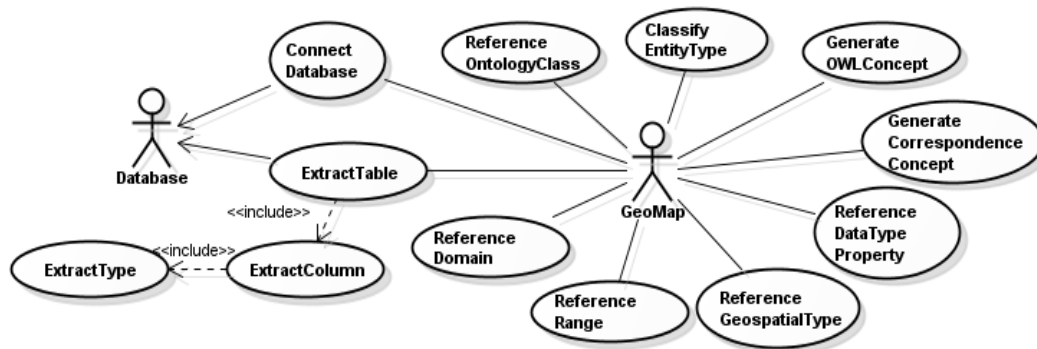 Connect
Database
Reference
OntologyClass
Classify
EntityType
Generate
OWLConcept
Generate
Correspondence
Concept
Database
ExtractTable
GeoMap
<<include>>
<<include>>
ExtractType
ExtractColumn
Reference
Domain
Reference
DataType
Property
Reference
Range
Reference
GeospatialType